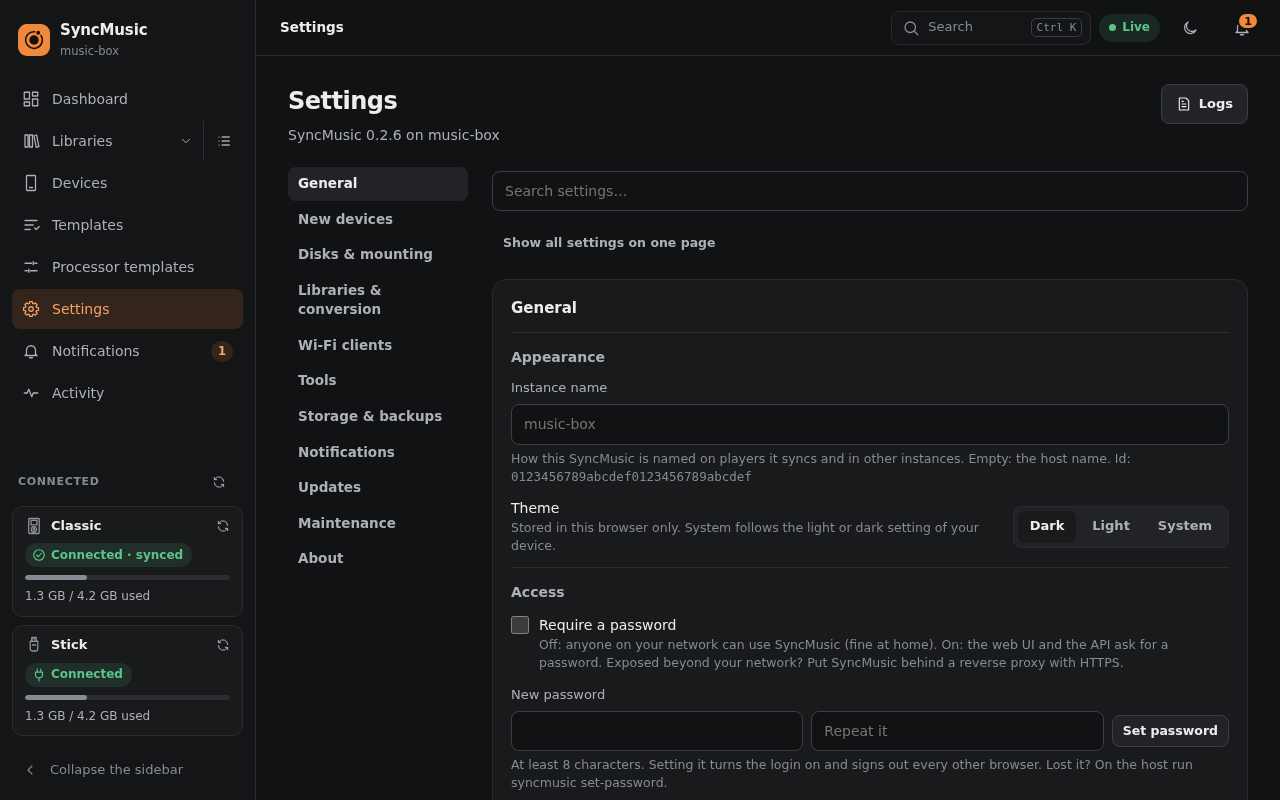 SyncMusic
music-box
Dashboard
Libraries
Devices
Templates
Processor templates
Settings
Notifications
1
Activity
CONNECTED
Classic
Connected · synced
1.3 GB / 4.2 GB used
Stick
Connected
1.3 GB / 4.2 GB used
Collapse the sidebar
Settings
Search
Ctrl K
Live
1
Settings
SyncMusic 0.2.6 on music-box
Logs
General
New devices
Disks & mounting
Libraries &
conversion
Wi-Fi clients
Tools
Storage & backups
Notifications
Updates
Maintenance
About
Search settings…
Show all settings on one page
General
Appearance
Instance name
music-box
How this SyncMusic is named on players it syncs and in other instances. Empty: the host name. Id:
0123456789abcdef0123456789abcdef
Theme
Stored in this browser only. System follows the light or dark setting of your
device.
Dark
Light
System
Access
Require a password
Off: anyone on your network can use SyncMusic (fine at home). On: the web UI and the API ask for a
password. Exposed beyond your network? Put SyncMusic behind a reverse proxy with HTTPS.
New password
Repeat it
Set password
At least 8 characters. Setting it turns the login on and signs out every other browser. Lost it? On the host run
syncmusic set-password.